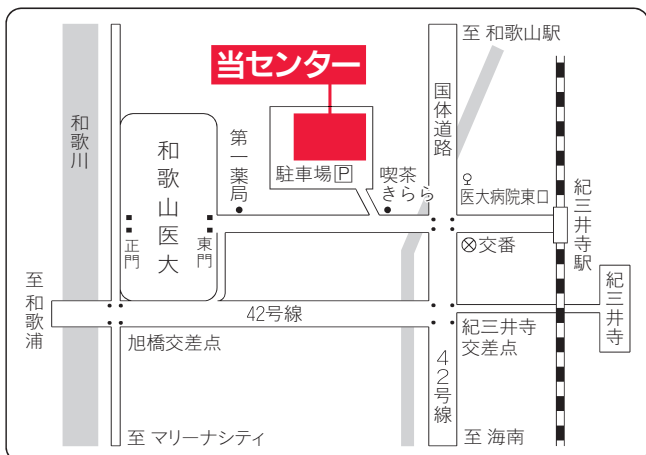 至 和歌山駅
当センター
国体道路
和歌川
和歌山医大
第一薬局
駐車場P
喫茶
きらら
医大病院東口
紀三井寺駅
正門
東門
交番
至和歌浦
紀三井寺
42号線
旭橋交差点
紀三井寺
交差点
42号線
至 マリーナシティ
至 海南